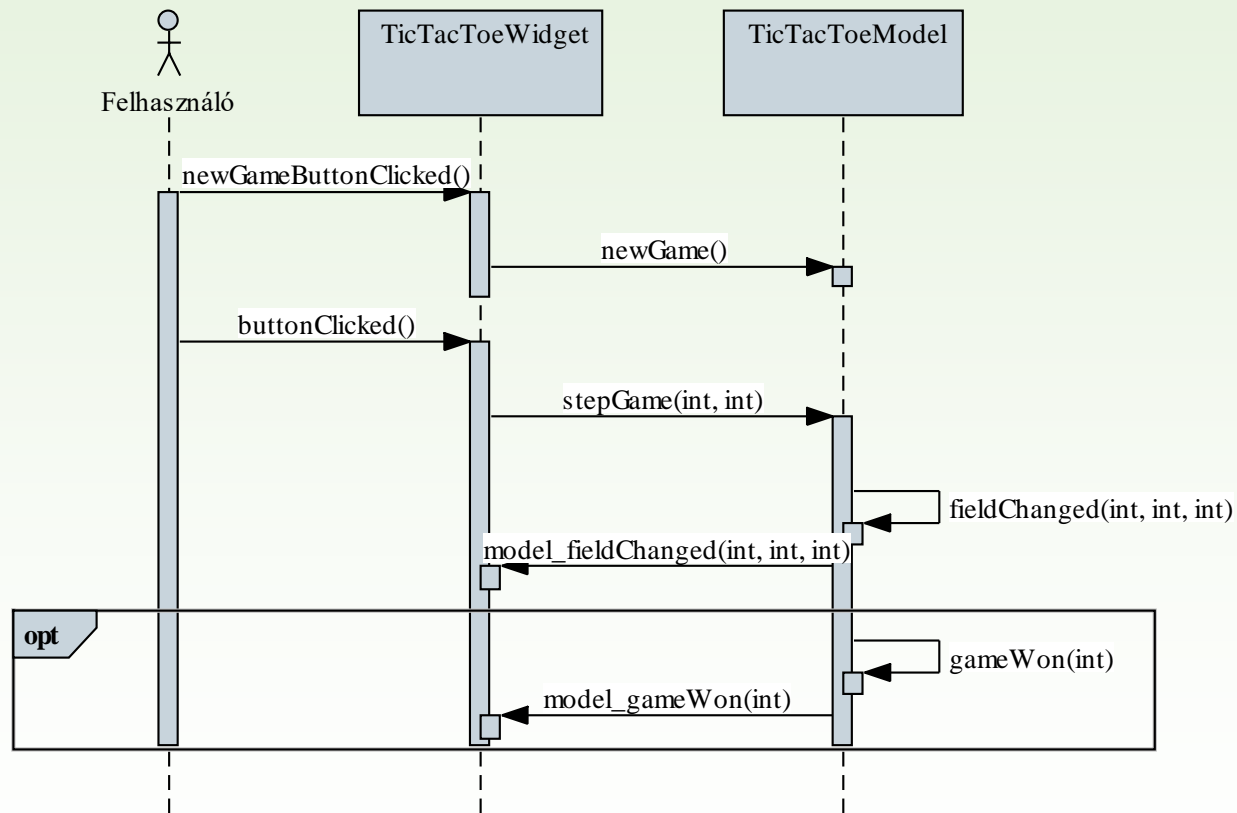 TicTacToeWidget
TicTacToeModel
Felhasználó
newGameButtonClicked()
newGame()
buttonClicked()
stepGame(int, int)
fieldChanged(int, int, int)
model_fieldChanged(int, int, int)
opt
gameWon(int)
model_gameWon(int)